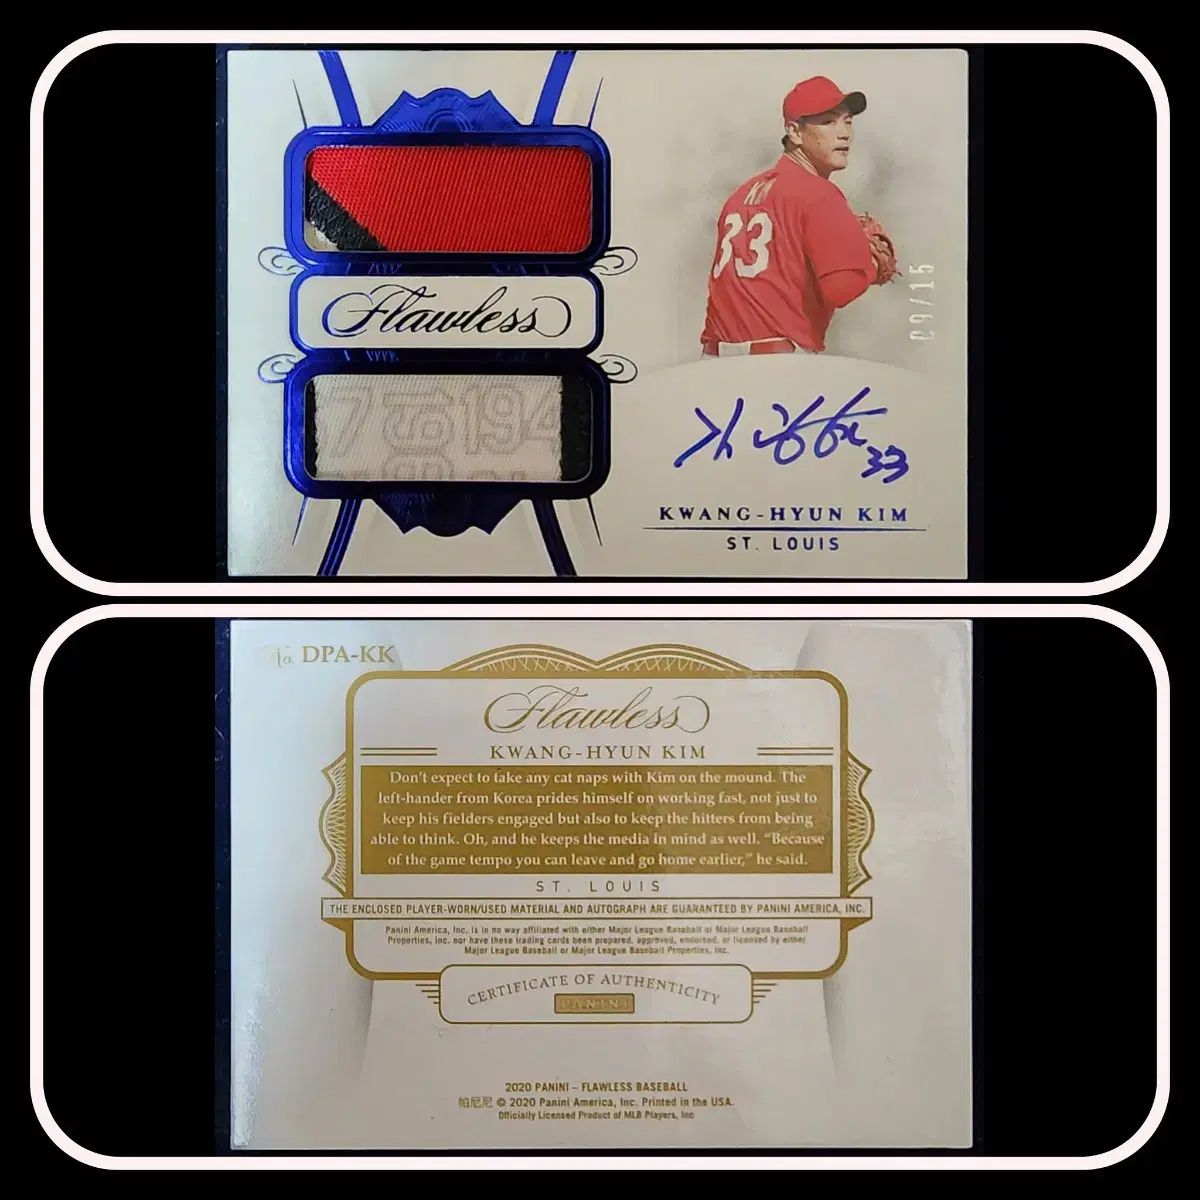 KIM
33
Flawless
7 619 194
09/15
33
KWANG-HYUN KIM
ST. LOUIS
No. DPA-KK
Flawless
KWANG-HYUN KIM
Don't expect to take any cat naps with Kim on the mound. The
left-hander from Korea prides himself on working fast, not just to
keep his fielders engaged but also to keep the hitters from being
able to think. Oh, and he keeps the media in mind as well. "Because
of the game tempo you can leave and go home earlier," he said.
ST. LOUIS
THE ENCLOSED PLAYER-WORN/USED MATERIAL AND AUTOGRAPH ARE GUARANTEED BY PANINI AMERICA, INC.
Panini America, Inc. is in no way affiliated with either Major League Baseball or Major League Baseball
Properties, Inc. nor have these trading cards been prepared, approved, endorsed, or licensed by either
Major League Baseball or Major League Baseball Properties, Inc.
CERTIFICATE OF AUTHENTICITY
PANINI
2020 PANINI – FLAWLESS BASEBALL
帕尼尼 © 2020 Panini America, Inc. Printed in the USA.
Officially Licensed Product of MLB Players, Inc